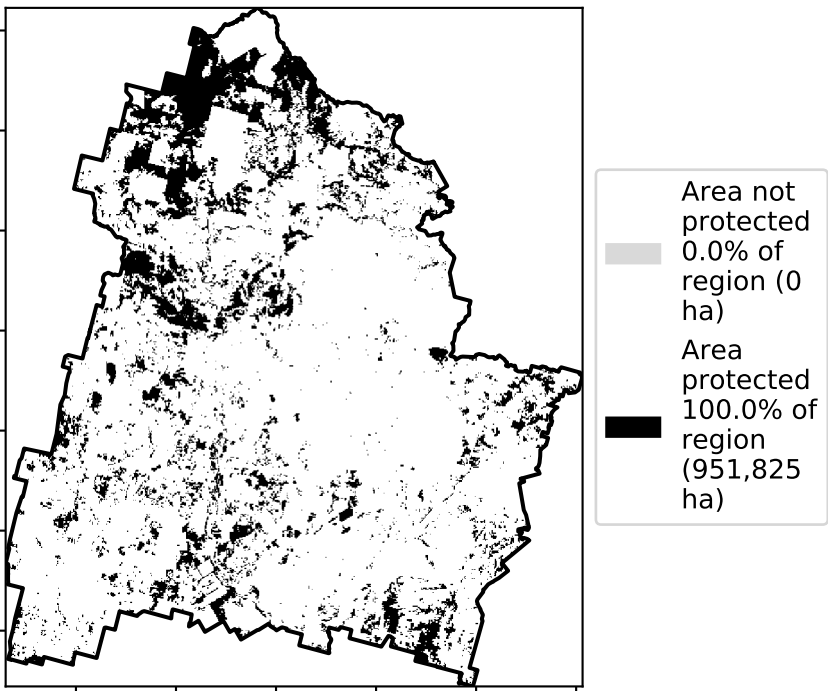 Area not
protected
0.0% of
region (0
ha)
Area
protected
100.0% of
region
(951,825
ha)